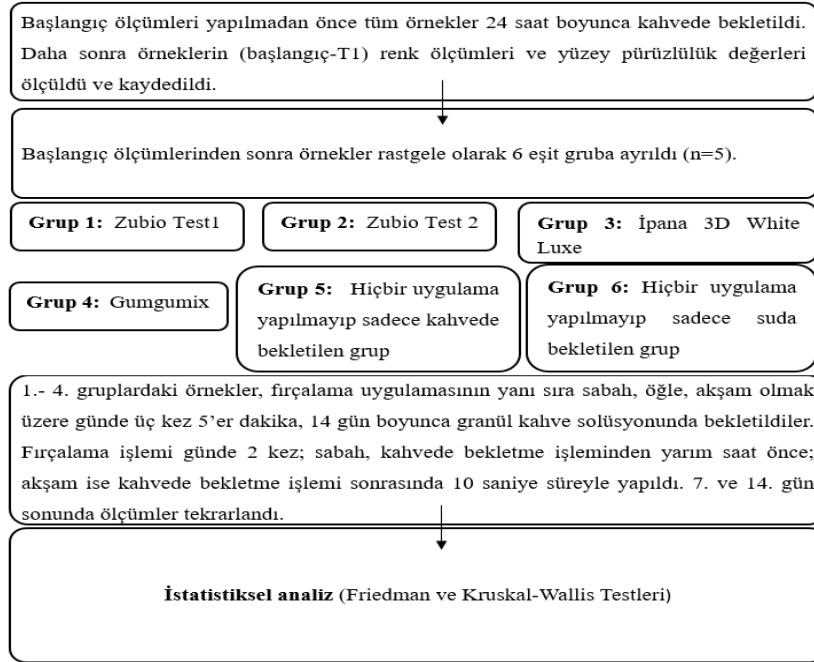 Başlangıç ölçümleri yapılmadan önce tüm örnekler 24 saat boyunca kahvede bekletildi.
Daha sonra örneklerin (başlangıç-T1) renk ölçümleri ve yüzey pürüzlülük değerleri
ölçüldü ve kaydedildi.
Başlangıç ölçümlerinden sonra örnekler rastgele olarak 6 eşit gruba ayrıldı (n=5).
Grup 1: Zubio Test1
Grup 2: Zubio Test 2
Grup 3: İpana 3D White
Luxe
Grup 4: Gumgumix
Grup 5: Hiçbir uygulama
yapılmayıp sadece kahvede
bekletilen grup
Grup 6: Hiçbir uygulama
yapılmayıp sadece suda
bekletilen grup
1.- 4. gruplardaki örnekler, fırçalama uygulamasının yanı sıra sabah, öğle, akşam olmak
üzere günde üç kez 5’er dakika, 14 gün boyunca granül kahve solüsyonunda bekletildiler.
Fırçalama işlemi günde 2 kez; sabah, kahvede bekletme işleminden yarım saat önce;
akşam ise kahvede bekletme işlemi sonrasında 10 saniye süreyle yapıldı. 7. ve 14. gün
sonunda ölçümler tekrarlandı.
İstatistiksel analiz (Friedman ve Kruskal-Wallis Testleri)